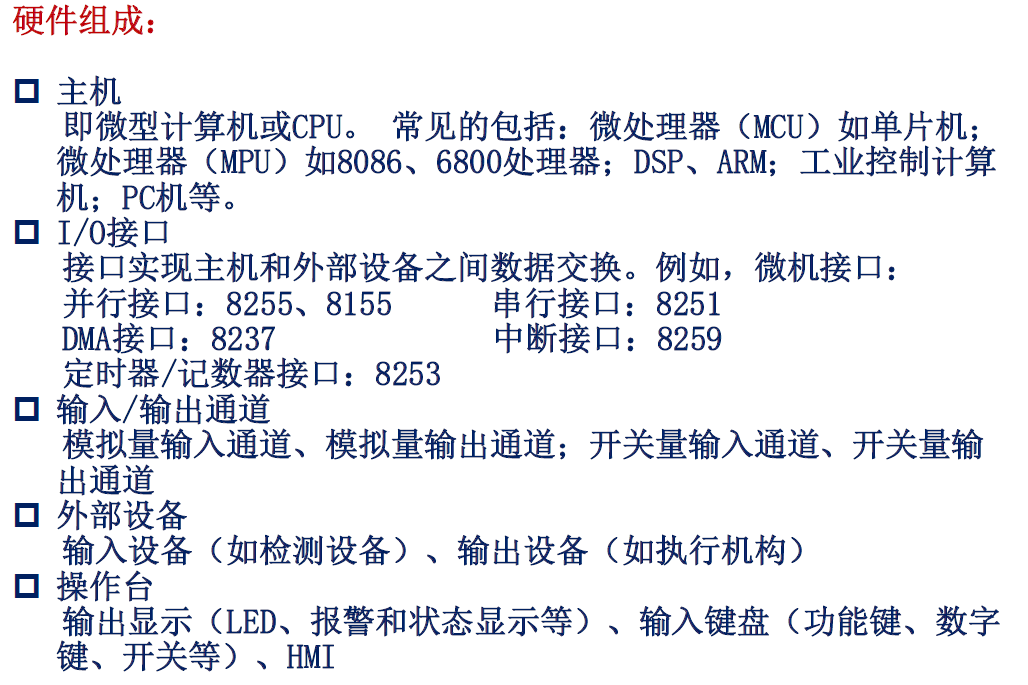 硬件组成：
主机
即微型计算机或CPU。 常见的包括：微处理器（MCU）如单片机；
微处理器（MPU）如8086、6800处理器；DSP、ARM；工业控制计算
机；PC机等。
I/O接口
接口实现主机和外部设备之间数据交换。例如，微机接口：
并行接口：8255、8155 串行接口：8251
DMA接口：8237 中断接口：8259
定时器/记数器接口：8253
输入/输出通道
模拟量输入通道、模拟量输出通道；开关量输入通道、开关量输
出通道
外部设备
输入设备（如检测设备）、输出设备（如执行机构）
操作台
输出显示（LED、报警和状态显示等）、输入键盘（功能键、数字
键、开关等）、HMI